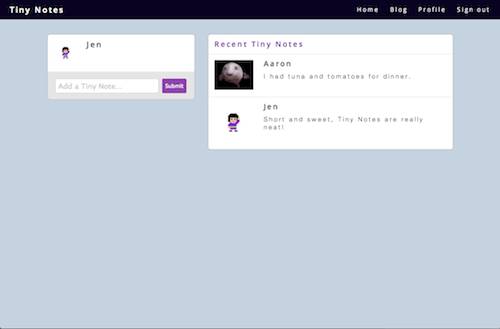 Tiny Notes
Home Blog Profile Sign out
Jen
Add a Tiny Note...
Submit
Recent Tiny Notes
Aaron
I had tuna and tomatoes for dinner.
Jen
Short and sweet, Tiny Notes are really
neat!